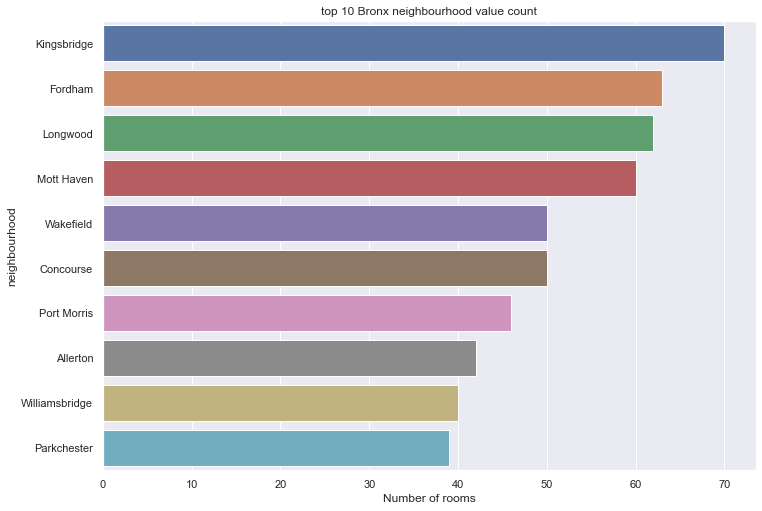 top 10 Bronx neighbourhood value count
neighbourhood
Kingsbridge
Fordham
Longwood
Mott Haven
Wakefield
Concourse
Port Morris
Allerton
Williamsbridge
Parkchester
0 10 20 30 40 50 60 70
Number of rooms